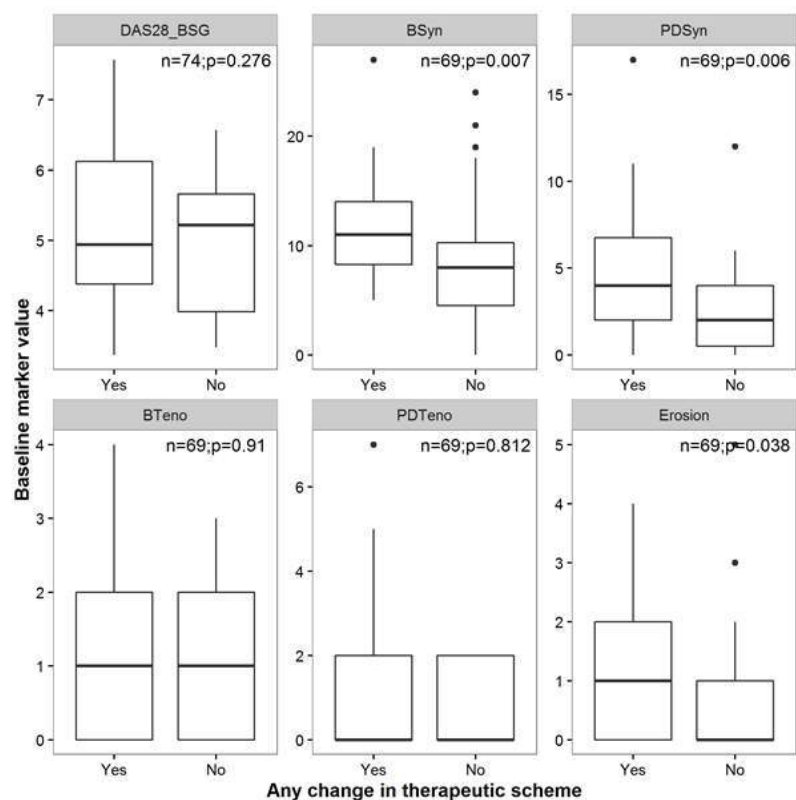 DAS28_BSG
BSyn
PDSyn
n=74;p=0.276
n=69;p=0.007
n=69;p=0.006
7
6
5
4
20
10
0
15
10
5
0
Yes
No
Yes
No
Yes
No
Baseline marker value
BTeno
PDTeno
Erosion
n=69;p=0.91
n=69;p=0.812
n=69;p=0.038
4
3
2
1
0
6
4
2
0
5
4
3
2
1
0
Yes
No
Yes
No
Yes
No
Any change in therapeutic scheme